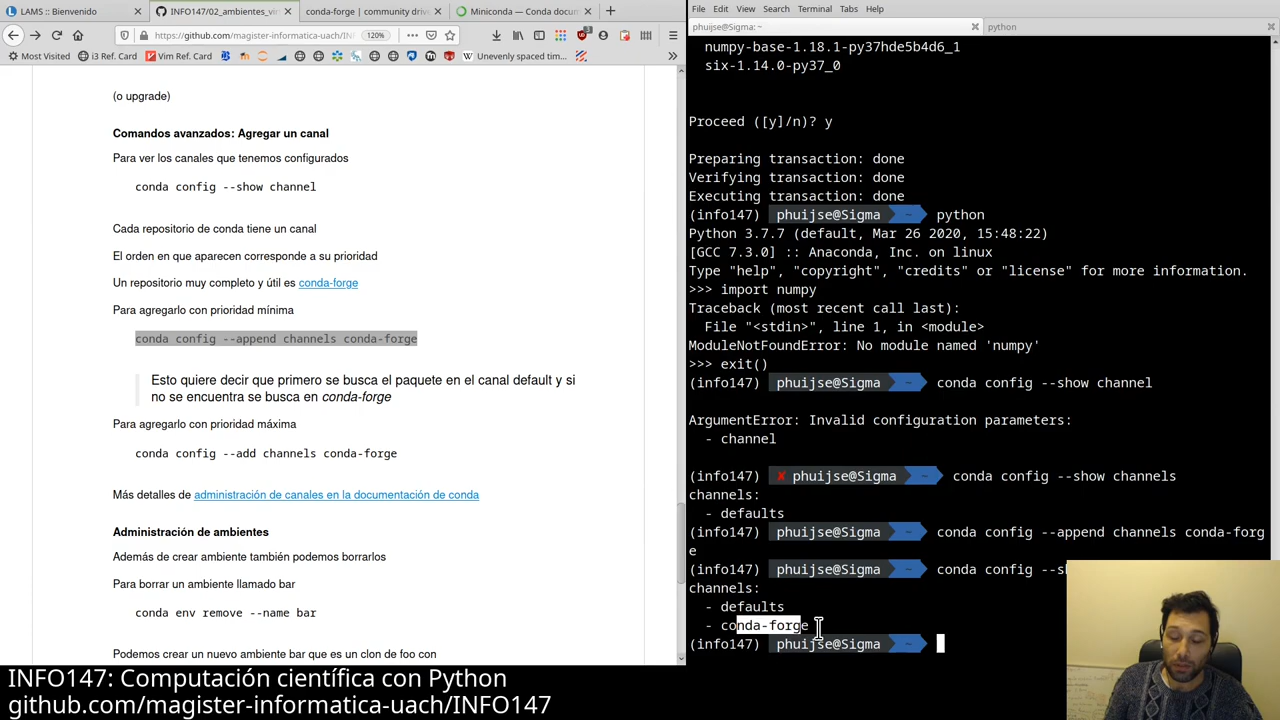 LAMS :: Bienvenido
INFO147/02_ambientes_vir
conda-forge | community drive
Miniconda — Conda docu
https://github.com/magister-informatica-uach/INF
120%
Most Visited
i3 Ref. Card
Vim Ref. Card
Unevenly spaced tim
(o upgrade)
Comandos avanzados: Agregar un canal
Para ver los canales que tenemos configurados
conda config --show channel
Cada repositorio de conda tiene un canal
El orden en que aparecen corresponde a su prioridad
Un repositorio muy completo y útil es conda-forge
Para agregarlo con prioridad mínima
conda config --append channels conda-forge
Esto quiere decir que primero se busca el paquete en el canal default y si
no se encuentra se busca en conda-forge
Para agregarlo con prioridad máxima
conda config --add channels conda-forge
Más detalles de administración de canales en la documentación de conda
Administración de ambientes
Además de crear ambiente también podemos borrarlos
Para borrar un ambiente llamado bar
conda env remove --name bar
Podemos crear un nuevo ambiente bar que es un clon de foo con
File Edit View Search Terminal Tabs Help
phuijse@Sigma: ~
python
numpy-base-1.18.1-py37hde5b4d6_1
six-1.14.0-py37_0
Proceed ([y]/n)? y
Preparing transaction: done
Verifying transaction: done
Executing transaction: done
(info147) phuijse@Sigma ~ python
Python 3.7.7 (default, Mar 26 2020, 15:48:22)
[GCC 7.3.0] :: Anaconda, Inc. on linux
Type "help", "copyright", "credits" or "license" for more information.
>>> import numpy
Traceback (most recent call last):
File "<stdin>", line 1, in <module>
ModuleNotFoundError: No module named 'numpy'
>>> exit()
(info147) phuijse@Sigma ~ conda config --show channel
ArgumentError: Invalid configuration parameters:
- channel
(info147) ✘ phuijse@Sigma ~ conda config --show channels
channels:
- defaults
(info147) phuijse@Sigma ~ conda config --append channels conda-forg
e
(info147) phuijse@Sigma ~ conda config --s
channels:
- defaults
- conda-forge
(info147) phuijse@Sigma ~
INFO147: Computación científica con Python
github.com/magister-informatica-uach/INFO147